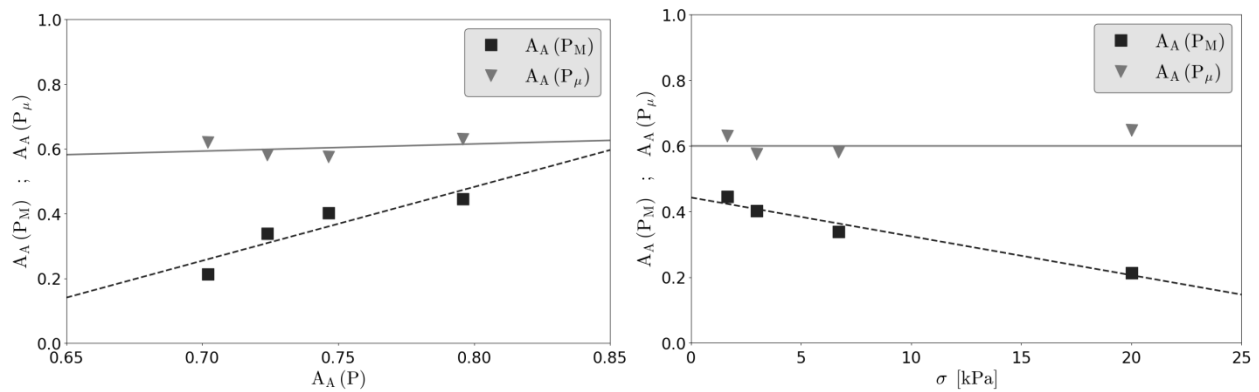 1.0
0.8
0.6
0.4
0.2
0.0
A_A (P_M) ; A_A (P_μ)
A_A (P_M)
A_A (P_μ)
0.65 0.70 0.75 0.80 0.85
A_A (P)
1.0
0.8
0.6
0.4
0.2
0.0
A_A (P_M) ; A_A (P_μ)
A_A (P_M)
A_A (P_μ)
0 5 10 15 20 25
σ [kPa]